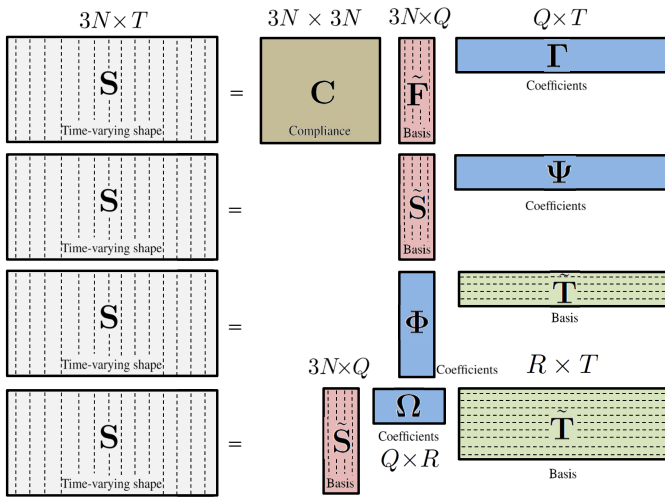 3N×T 3N × 3N 3N×Q Q×T
S = C F̃ Γ
Time-varying shape Compliance Basis Coefficients
S = S̃ Ψ
Time-varying shape Basis Coefficients
S = Φ T̃
Time-varying shape Coefficients Basis
3N×Q R × T
S = S̃ Ω T̃
Time-varying shape Basis Coefficients Basis
Q×R